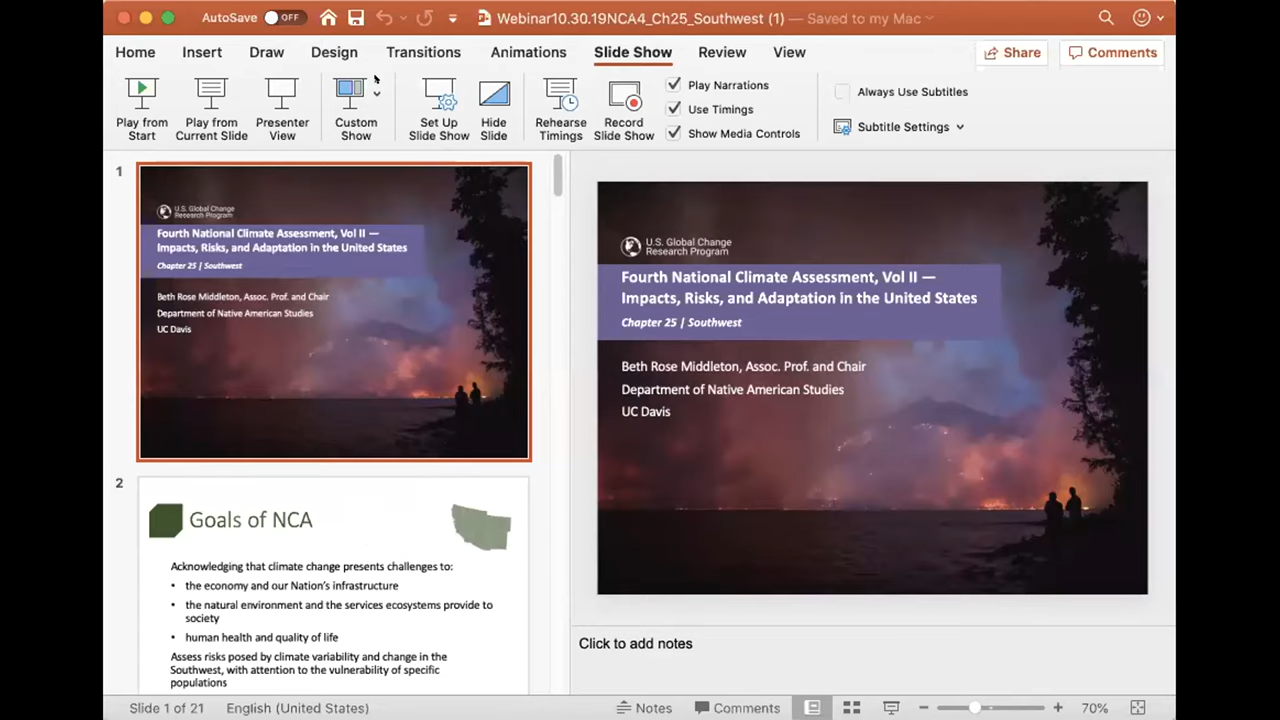 AutoSave OFF
Webinar10.30.19NCA4_Ch25_Southwest (1) — Saved to my Mac
Home Insert Draw Design Transitions Animations Slide Show Review View Share Comments
Play from Start
Play from Current Slide
Presenter View
Custom Show
Set Up Slide Show
Hide Slide
Rehearse Timings
Record Slide Show
Play Narrations
Use Timings
Show Media Controls
Always Use Subtitles
Subtitle Settings
1
U.S. Global Change
Research Program
Fourth National Climate Assessment, Vol II —
Impacts, Risks, and Adaptation in the United States
Chapter 25 | Southwest
Beth Rose Middleton, Assoc. Prof. and Chair
Department of Native American Studies
UC Davis
2
Goals of NCA
Acknowledging that climate change presents challenges to:
• the economy and our Nation's infrastructure
• the natural environment and the services ecosystems provide to
society
• human health and quality of life
Assess risks posed by climate variability and change in the
Southwest, with attention to the vulnerability of specific
populations
U.S. Global Change
Research Program
Fourth National Climate Assessment, Vol II —
Impacts, Risks, and Adaptation in the United States
Chapter 25 | Southwest
Beth Rose Middleton, Assoc. Prof. and Chair
Department of Native American Studies
UC Davis
Click to add notes
Slide 1 of 21 English (United States) Notes Comments 70%